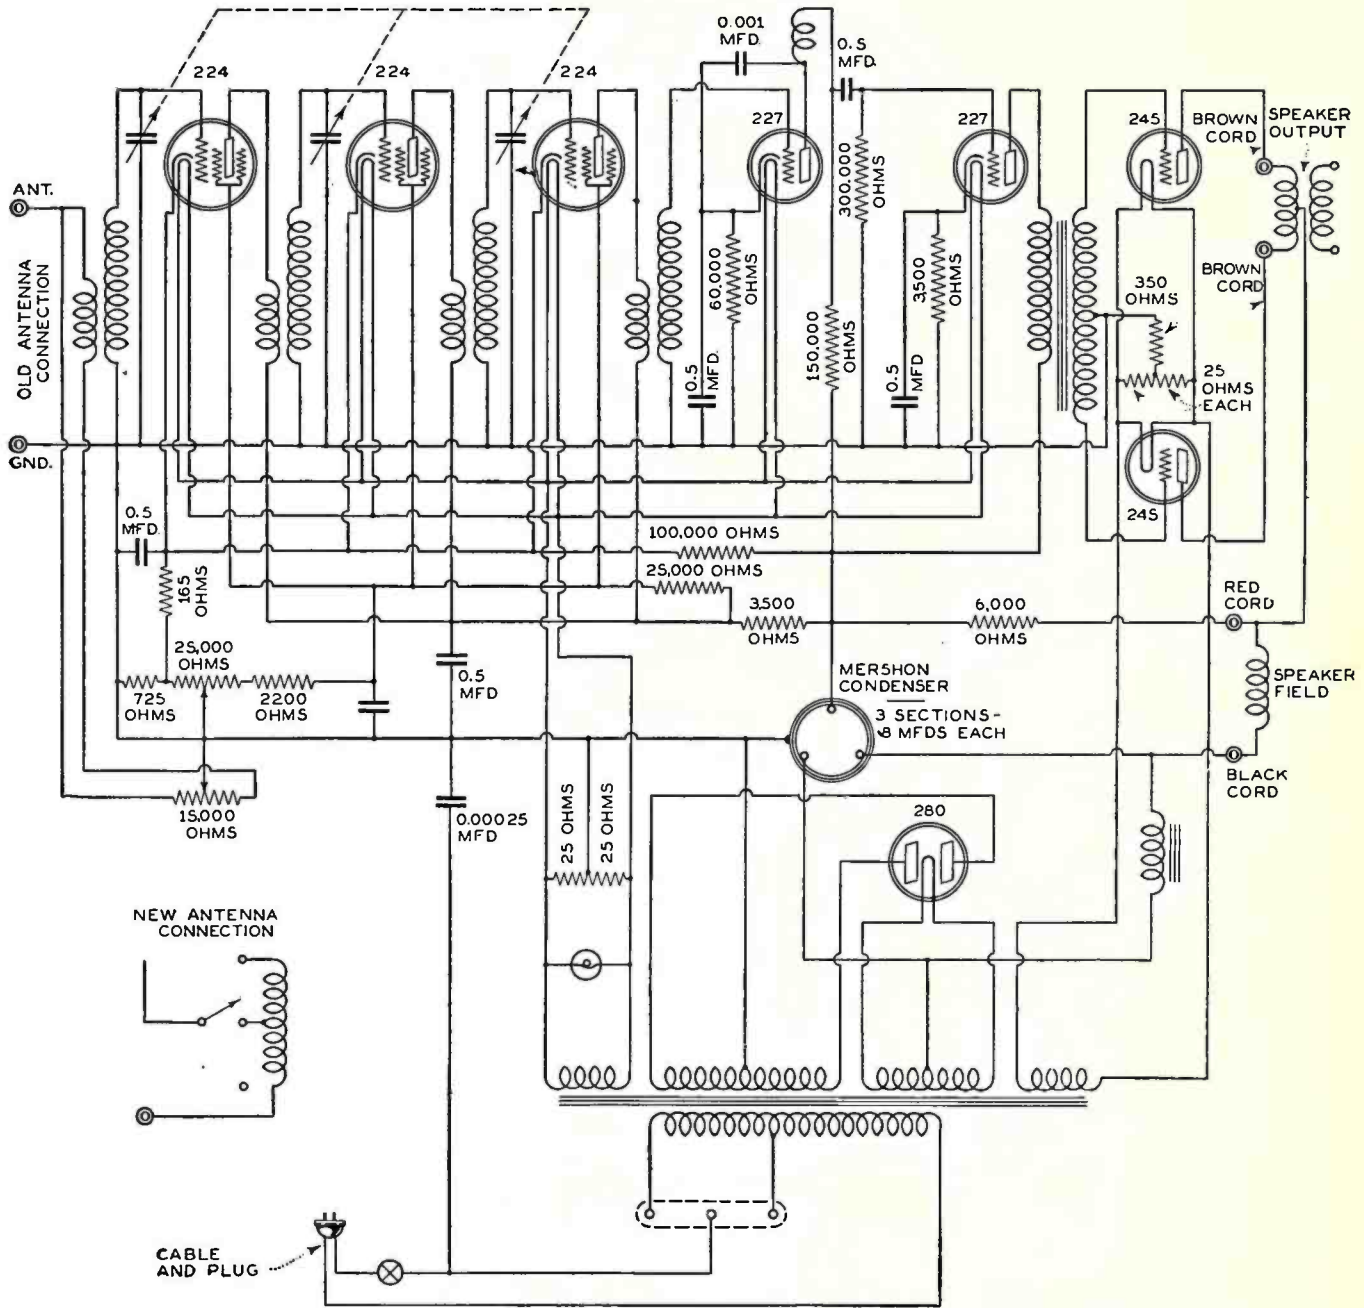 0.001
MFD.
0.5
MFD.
224
224
224
227
227
245
BROWN
CORD
SPEAKER
OUTPUT
ANT.
OLD ANTENNA
CONNECTION
GND.
60,000
OHMS
300,000
OHMS
3,500
OHMS
150,000
OHMS
0.5
MFD.
0.5
MFD
350
OHMS
25
OHMS
EACH
BROWN
CORD
245
0.5
MFD.
165
OHMS
100,000 OHMS
25,000 OHMS
3,500
OHMS
6,000
OHMS
RED
CORD
25,000
OHMS
725
OHMS
2200
OHMS
0.5
MFD
MERSHON
CONDENSER
3 SECTIONS-
8 MFDS EACH
SPEAKER
FIELD
BLACK
CORD
15,000
OHMS
0.00025
MFD
25 OHMS
25 OHMS
280
NEW ANTENNA
CONNECTION
CABLE
AND PLUG